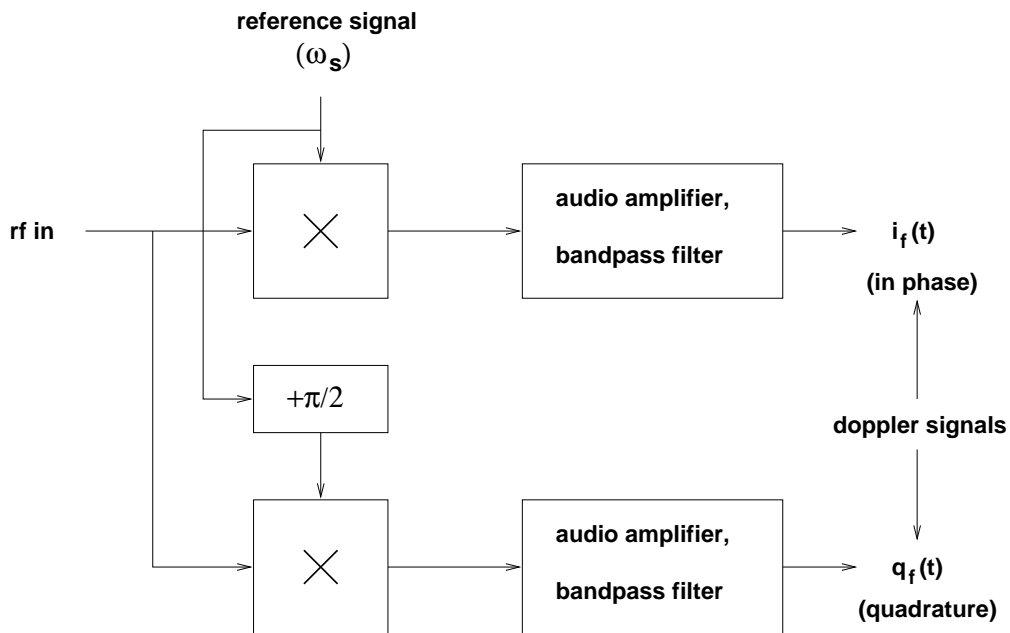 reference signal
(ωs)
rf in
×
audio amplifier,
bandpass filter
if(t)
(in phase)
+π/2
doppler signals
×
audio amplifier,
bandpass filter
qf(t)
(quadrature)